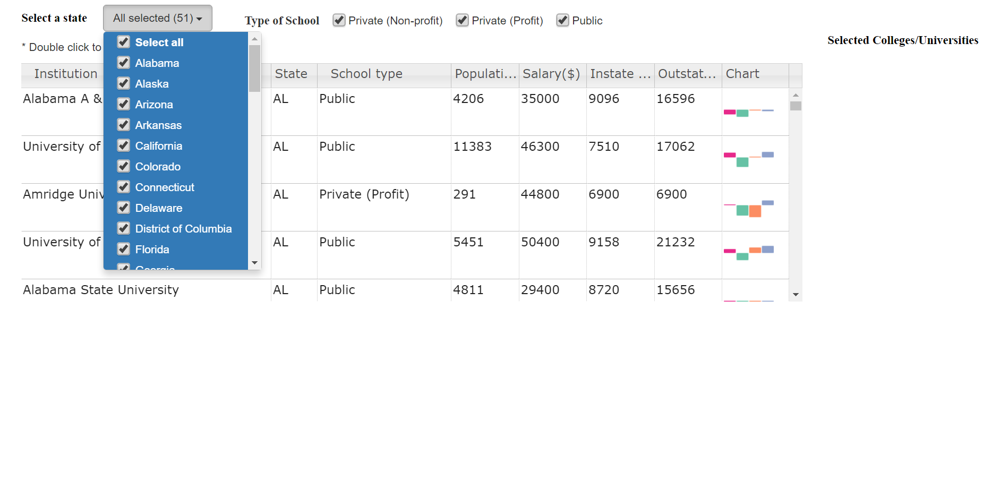 Select a state All selected (51) Type of School Private (Non-profit) Private (Profit) Public
Selected Colleges/Universities
* Double click to
Select all
Alabama
Alaska
Arizona
Arkansas
California
Colorado
Connecticut
Delaware
District of Columbia
Florida
Georgia
Institution State School type Populati... Salary($) Instate ... Outstat... Chart
Alabama A & AL Public 4206 35000 9096 16596
University of AL Public 11383 46300 7510 17062
Amridge Univ AL Private (Profit) 291 44800 6900 6900
University of AL Public 5451 50400 9158 21232
Alabama State University AL Public 4811 29400 8720 15656